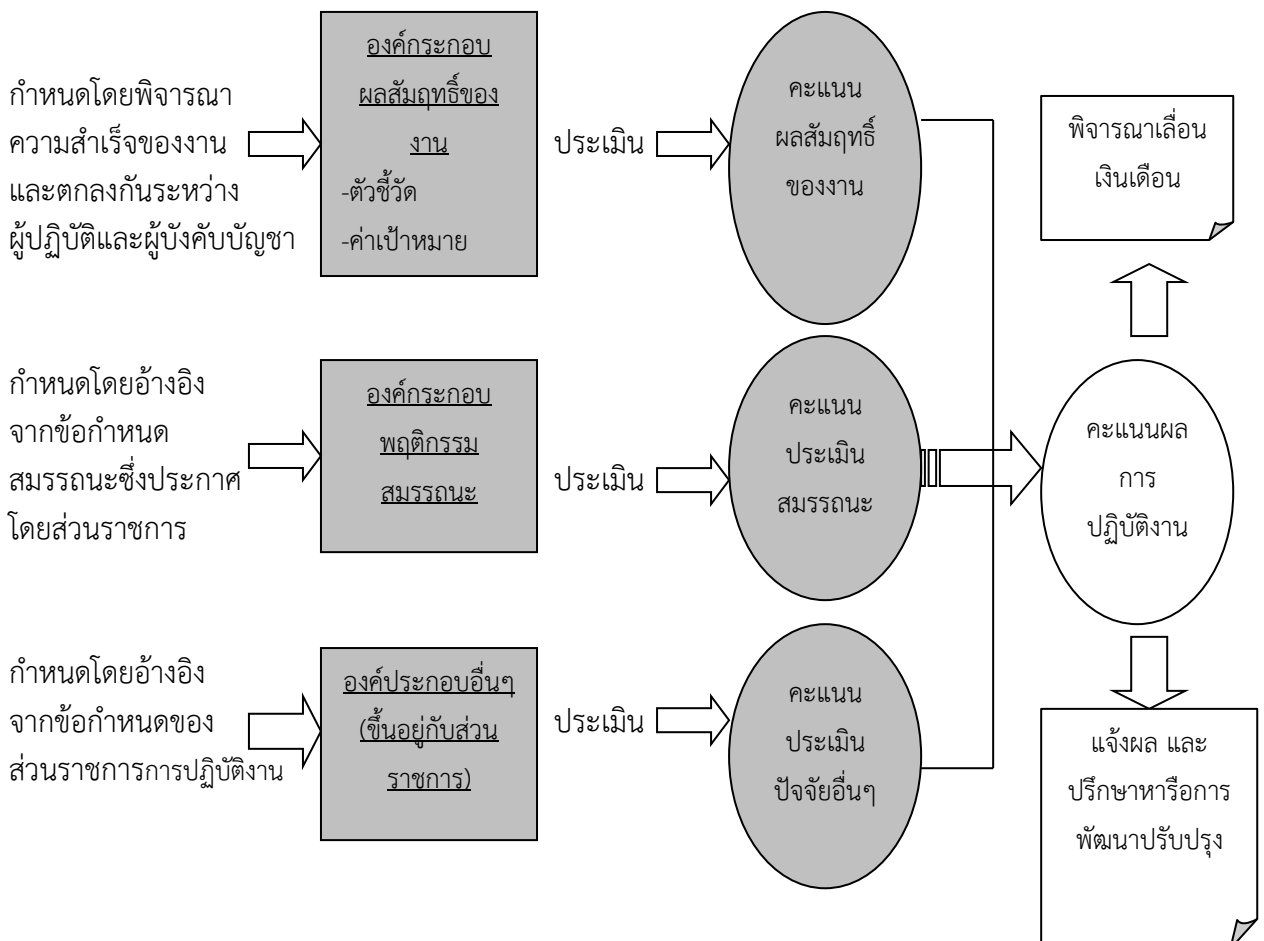 กำหนดโดยพิจารณา
ความสำเร็จของงาน
และตกลงกันระหว่าง
ผู้ปฏิบัติและผู้บังคับบัญชา
องค์กระกอบ
ผลสัมฤทธิ์ของ
งาน
-ตัวชี้วัด
-ค่าเป้าหมาย
ประเมิน
คะแนน
ผลสัมฤทธิ์
ของงาน
พิจารณาเลื่อน
เงินเดือน
กำหนดโดยอ้างอิง
จากข้อกำหนด
สมรรถนะซึ่งประกาศ
โดยส่วนราชการ
องค์กระกอบ
พฤติกรรม
สมรรถนะ
ประเมิน
คะแนน
ประเมิน
สมรรถนะ
คะแนนผล
การ
ปฏิบัติงาน
กำหนดโดยอ้างอิง
จากข้อกำหนดของ
ส่วนราชการการปฏิบัติงาน
องค์ประกอบอื่นๆ
(ขึ้นอยู่กับส่วน
ราชการ)
ประเมิน
คะแนน
ประเมิน
ปัจจัยอื่นๆ
แจ้งผล และ
ปรึกษาหารือการ
พัฒนาปรับปรุง